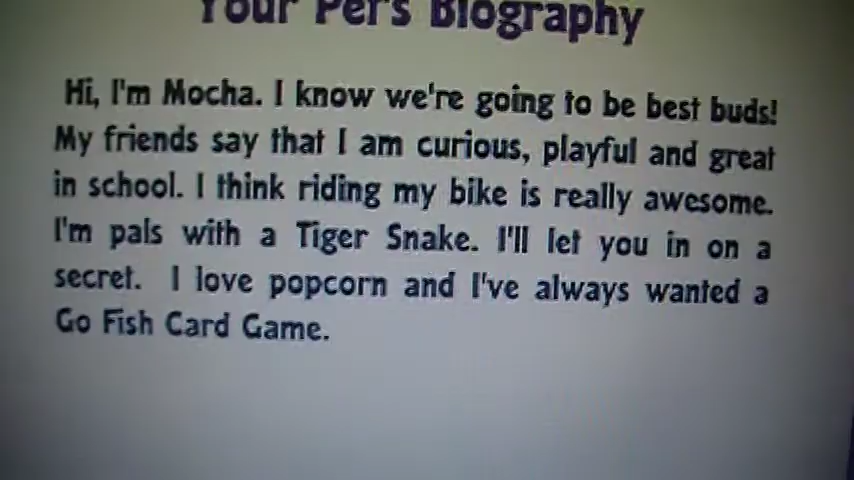 Your Pet's Biography
Hi, I'm Mocha. I know we're going to be best buds!
My friends say that I am curious, playful and great
in school. I think riding my bike is really awesome.
I'm pals with a Tiger Snake. I'll let you in on a
secret. I love popcorn and I've always wanted a
Go Fish Card Game.